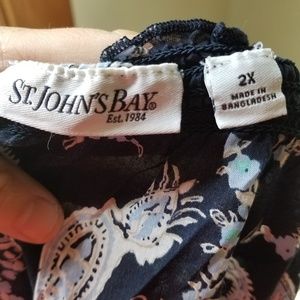 ST. JOHN'S BAY®
Est. 1984
2X
MADE IN
BANGLADESH